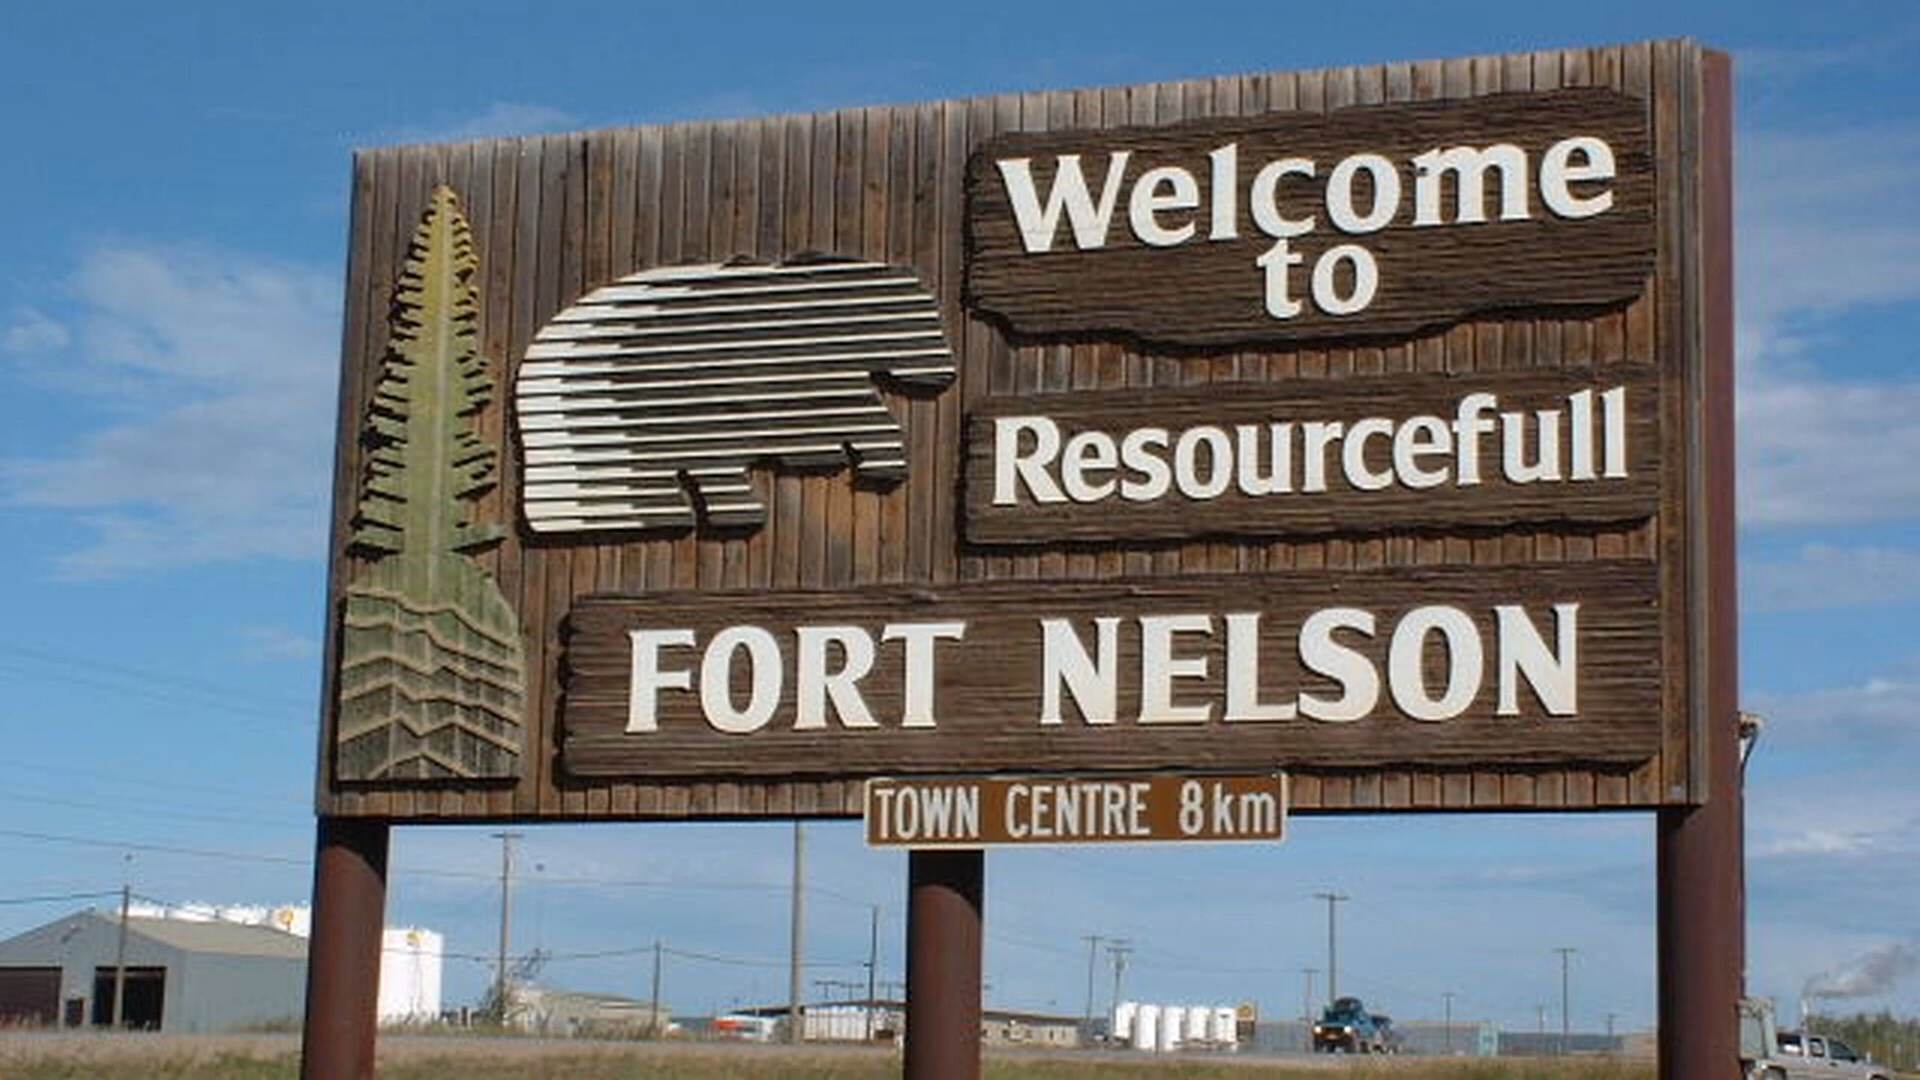 Welcome
to
Resourcefull
FORT NELSON
TOWN CENTRE 8km